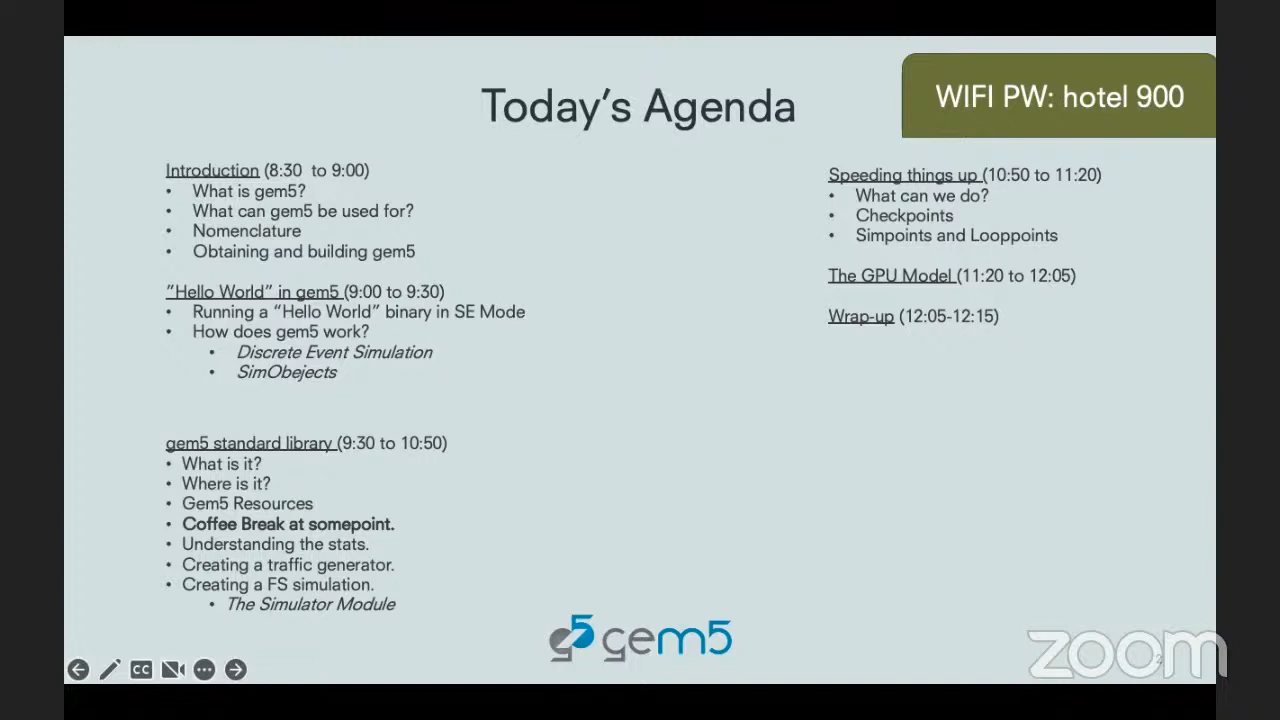 Today's Agenda
WIFI PW: hotel 900
Introduction (8:30 to 9:00)
• What is gem5?
• What can gem5 be used for?
• Nomenclature
• Obtaining and building gem5
"Hello World" in gem5 (9:00 to 9:30)
• Running a "Hello World" binary in SE Mode
• How does gem5 work?
• Discrete Event Simulation
• SimObejects
gem5 standard library (9:30 to 10:50)
• What is it?
• Where is it?
• Gem5 Resources
• Coffee Break at somepoint.
• Understanding the stats.
• Creating a traffic generator.
• Creating a FS simulation.
• The Simulator Module
Speeding things up (10:50 to 11:20)
• What can we do?
• Checkpoints
• Simpoints and Looppoints
The GPU Model (11:20 to 12:05)
Wrap-up (12:05-12:15)
g5 gem5
CC
zoom
2